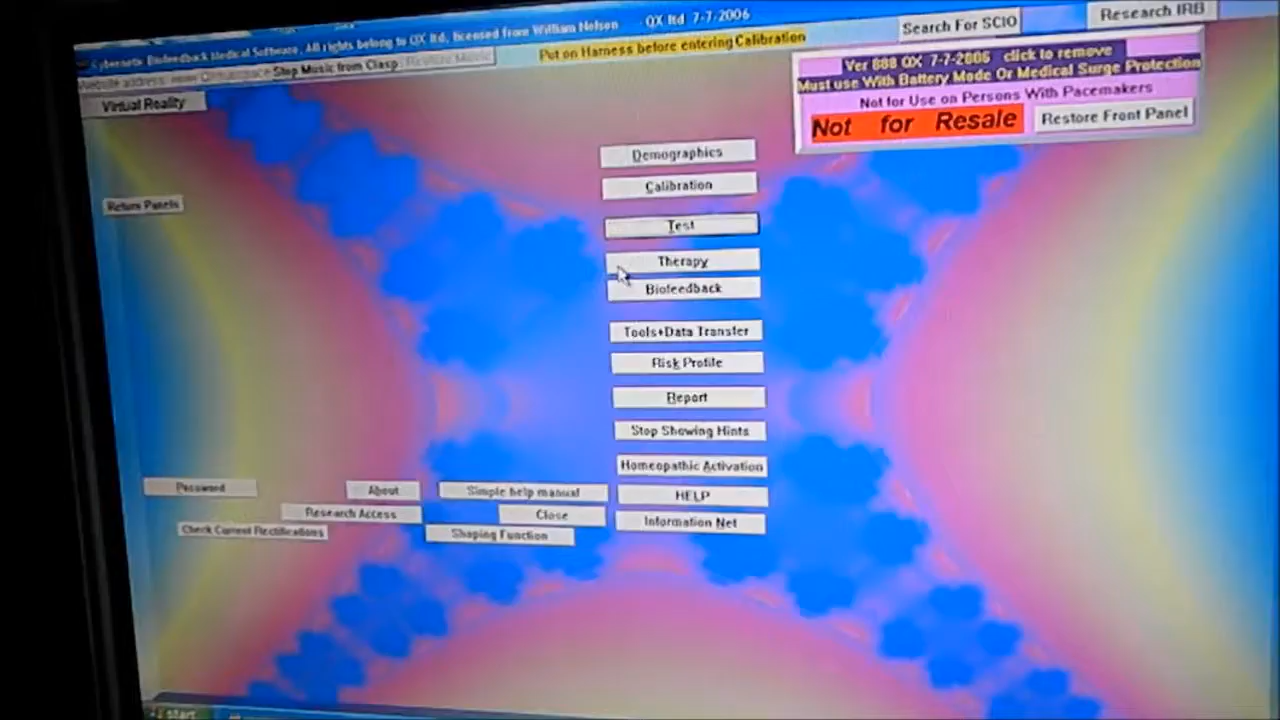 Cybernetix Biofeedback Medical Software, All rights belong to QX ltd, licensed from William Nelson - QX ltd 7-7-2006
Stop Music from Clasp
Put on Harness before entering Calibration
Search For SCIO
Research IRB
Virtual Reality
Ver 888 QX 7-7-2006 click to remove
Must use With Battery Mode Or Medical Surge Protection
Not for Use on Persons With Pacemakers
Not for Resale
Restore Front Panel
Return Panels
Demographics
Calibration
Test
Therapy
Biofeedback
Tools+Data Transfer
Risk Profile
Report
Stop Showing Hints
Homeopathic Activation
HELP
Information Net
Password
About
Simple help manual
Research Access
Close
Check Current Rectifications
Shaping Function
start